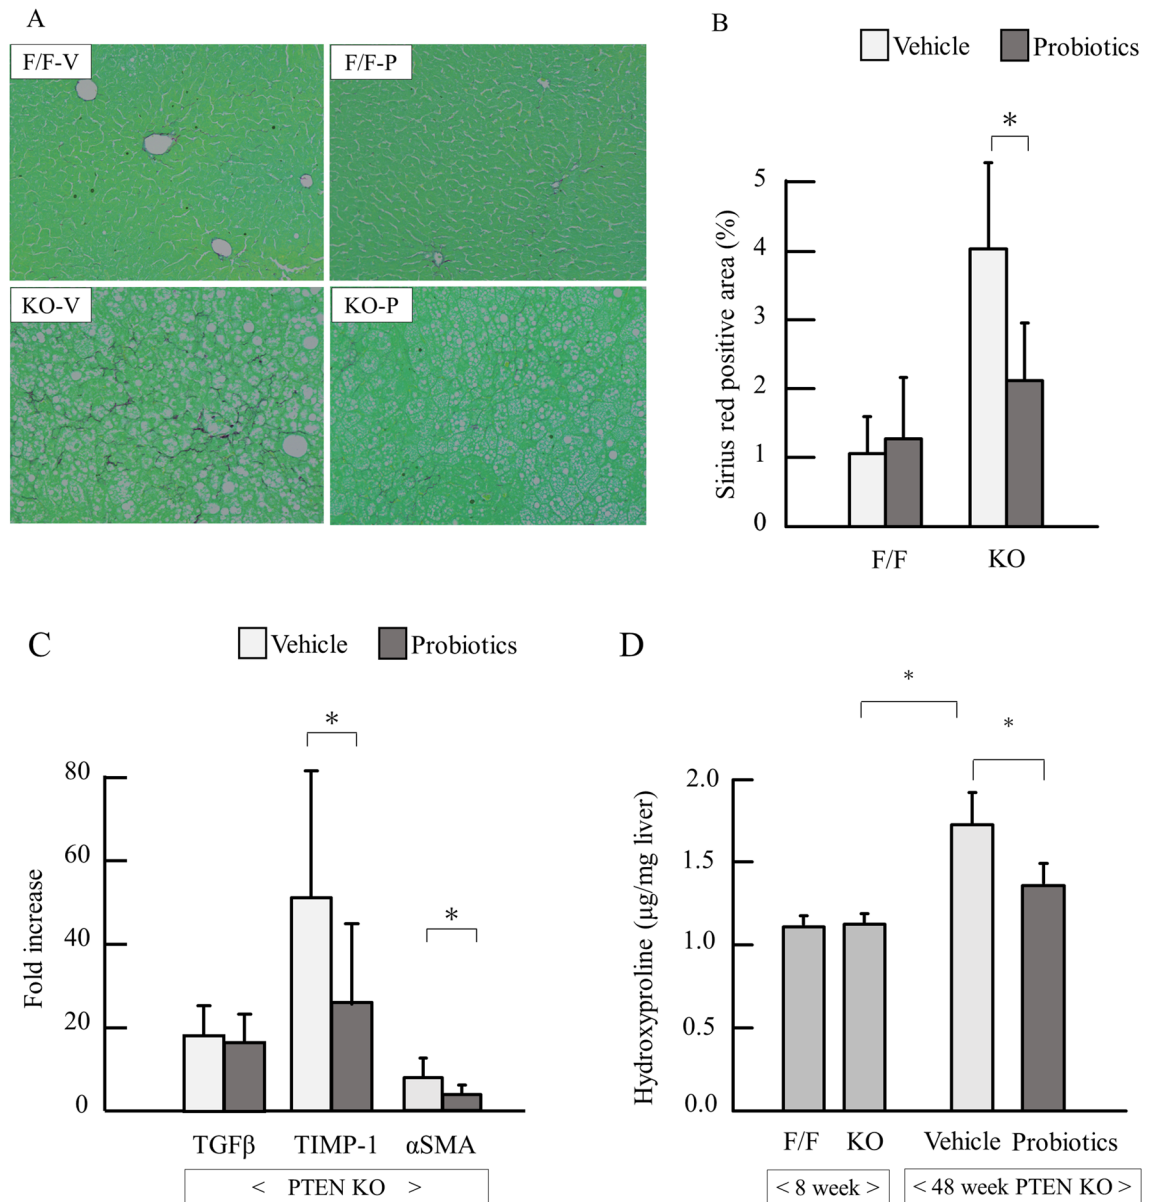 A
F/F-V
F/F-P
KO-V
KO-P
B
Vehicle
Probiotics
*
5
4
3
2
1
0
Sirius red positive area (%)
F/F
KO
C
Vehicle
Probiotics
*
*
80
60
40
20
0
Fold increase
TGFβ TIMP-1 αSMA
< PTEN KO >
D
*
*
2.0
1.5
1.0
0.5
0.0
Hydroxyproline (μg/mg liver)
F/F KO Vehicle Probiotics
< 8 week > < 48 week PTEN KO >